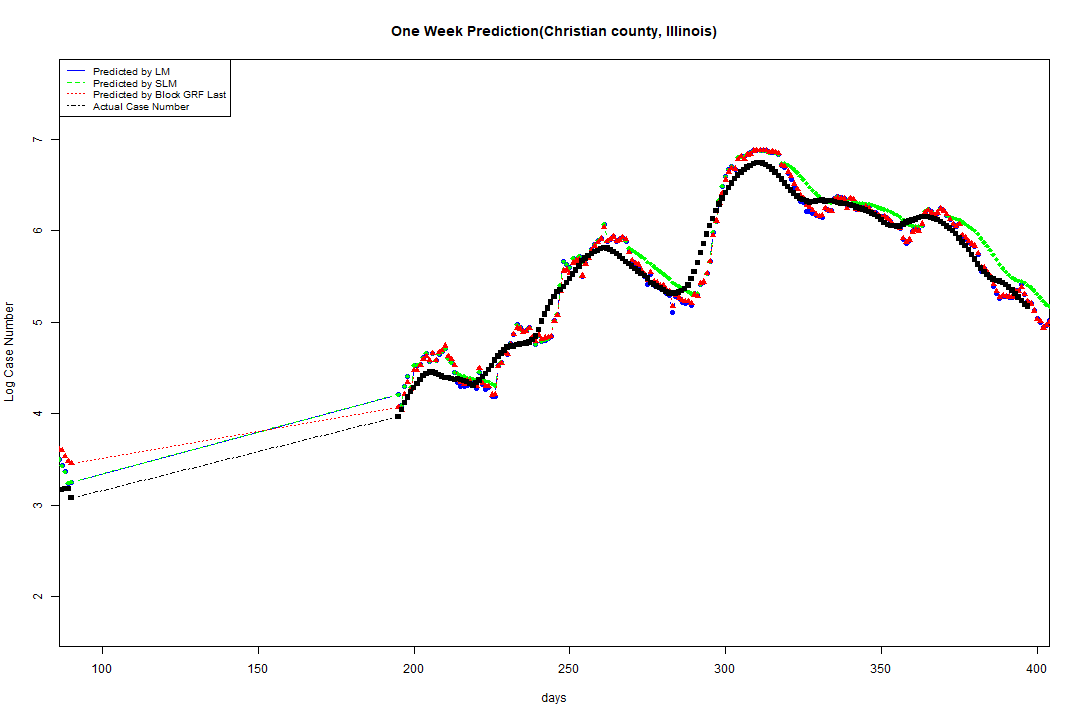 One Week Prediction(Christian county, Illinois)
Predicted by LM
Predicted by SLM
Predicted by Block GRF Last
Actual Case Number
7
6
5
4
3
2
Log Case Number
100 150 200 250 300 350 400
days